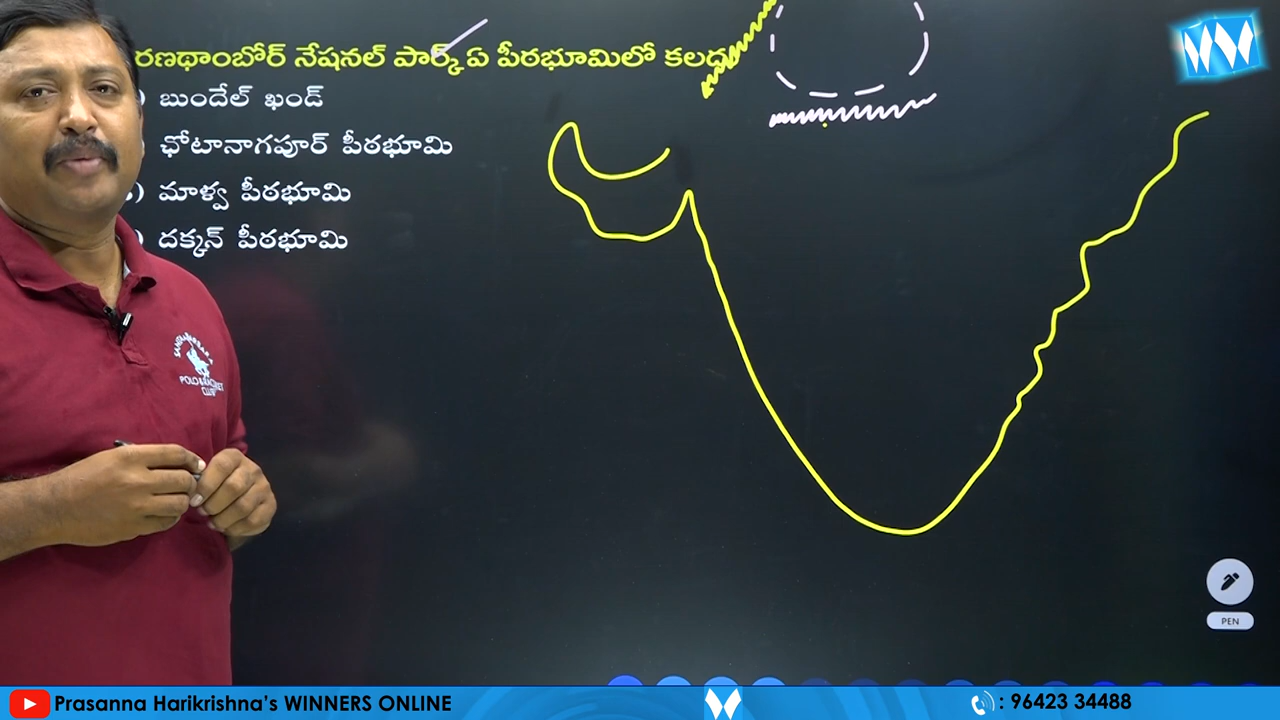 రణథాంబోర్ నేషనల్ పార్క్ ఏ పీఠభూమిలో కలదు
) బుందేల్ ఖండ్
) ఛోటానాగపూర్ పీఠభూమి
) మాళ్వ పీఠభూమి
) దక్కన్ పీఠభూమి
PEN
Prasanna Harikrishna's WINNERS ONLINE
: 96423 34488